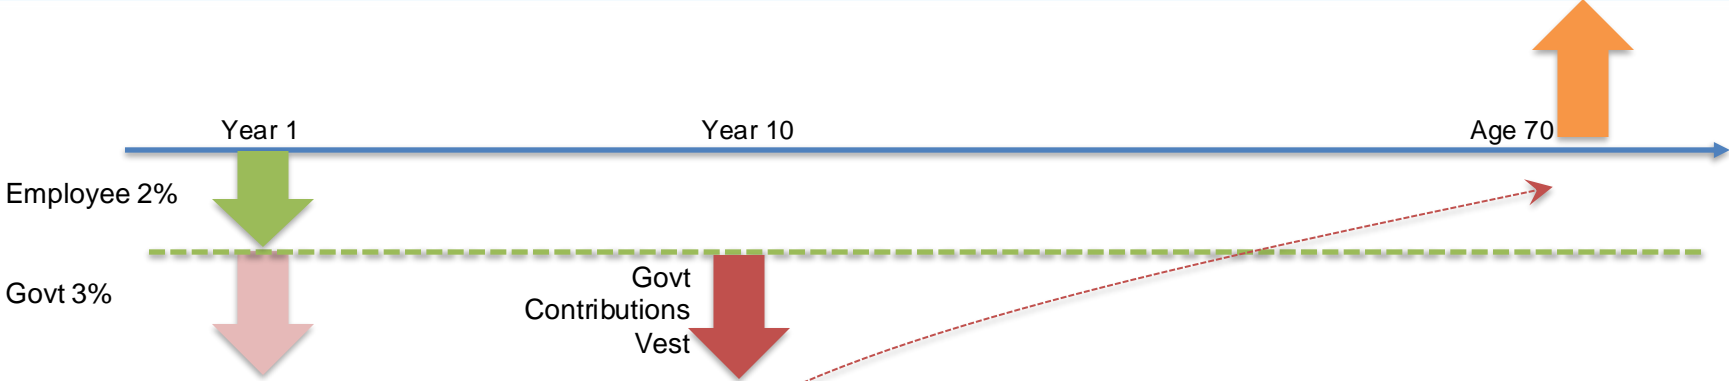 Year 1
Year 10
Age 70
Employee 2%
Govt 3%
Govt
Contributions
Vest